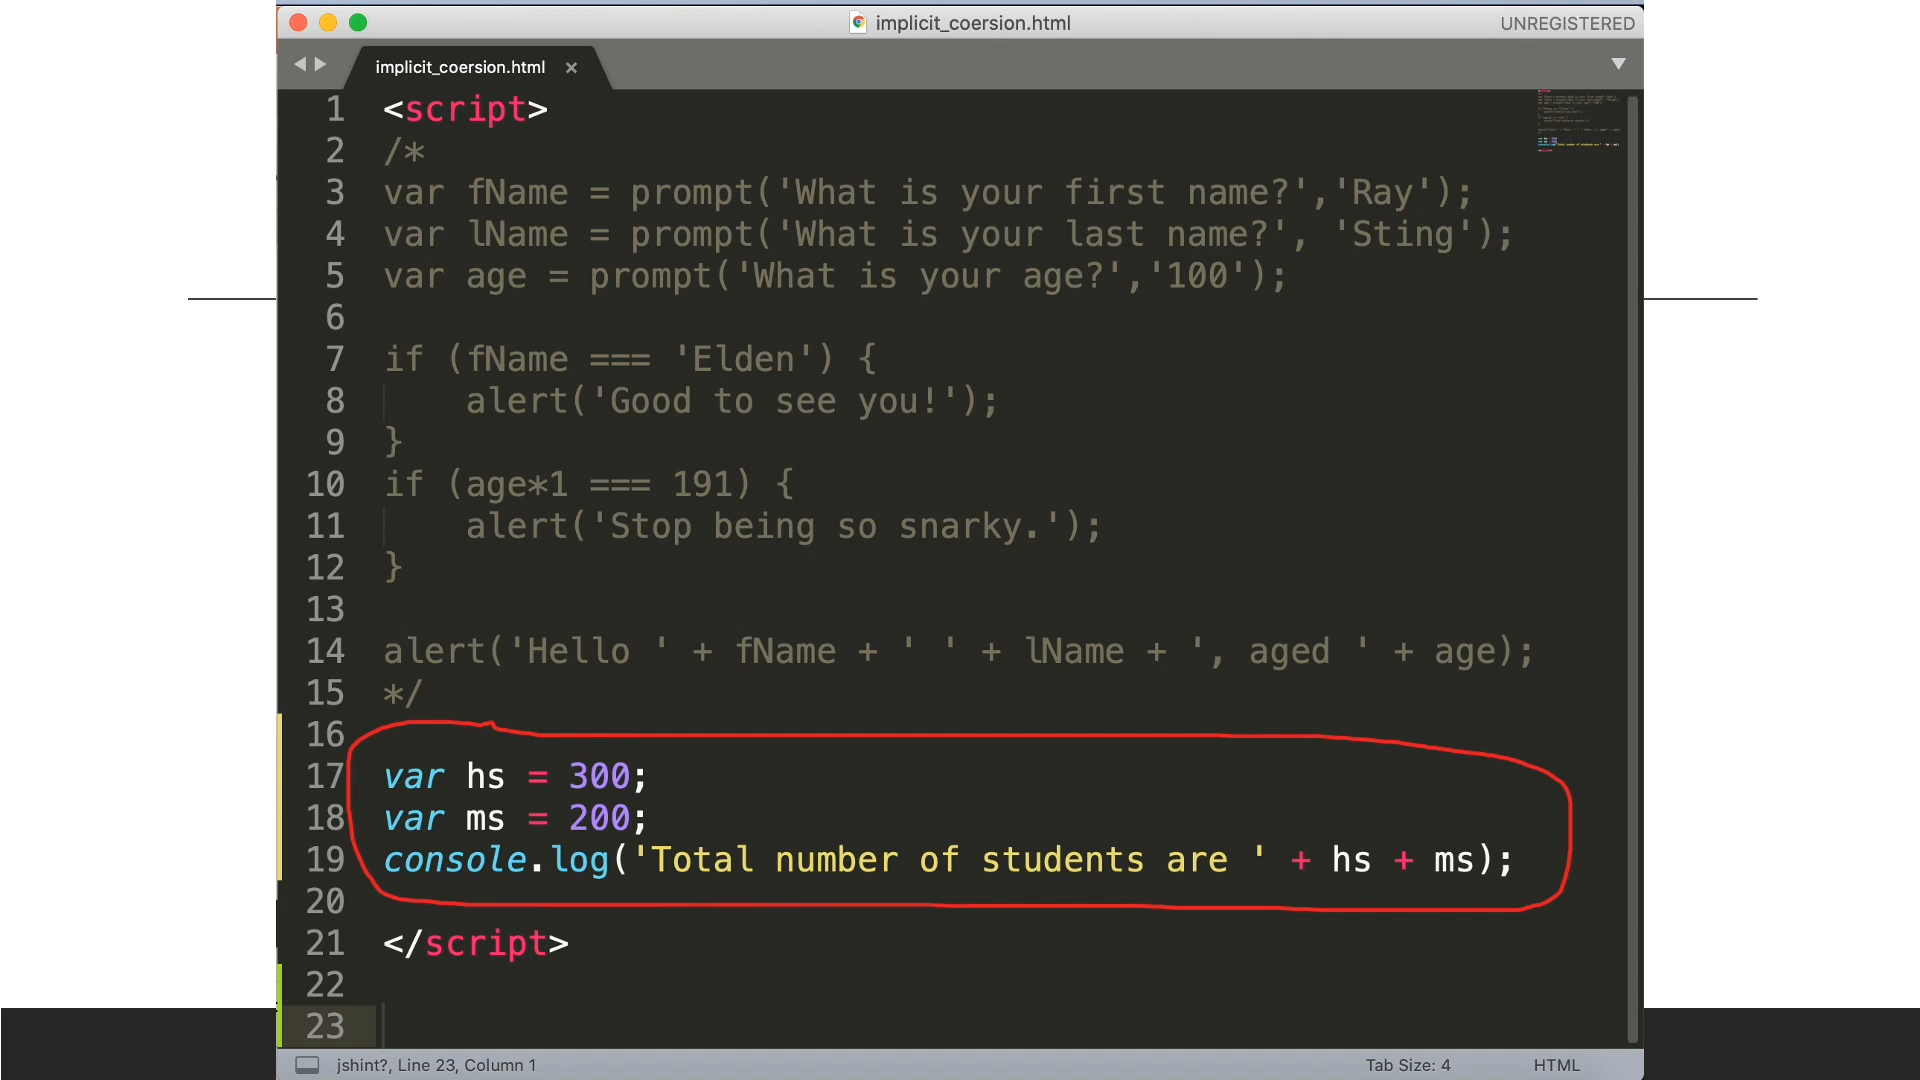 implicit_coersion.html
UNREGISTERED
implicit_coersion.html
1 <script>
2 /*
3 var fName = prompt('What is your first name?','Ray');
4 var lName = prompt('What is your last name?', 'Sting');
5 var age = prompt('What is your age?','100');
6
7 if (fName === 'Elden') {
8     alert('Good to see you!');
9 }
10 if (age*1 === 191) {
11     alert('Stop being so snarky.');
12 }
13
14 alert('Hello ' + fName + ' ' + lName + ', aged ' + age);
15 */
16
17 var hs = 300;
18 var ms = 200;
19 console.log('Total number of students are ' + hs + ms);
20
21 </script>
22
23
jshint?, Line 23, Column 1
Tab Size: 4
HTML